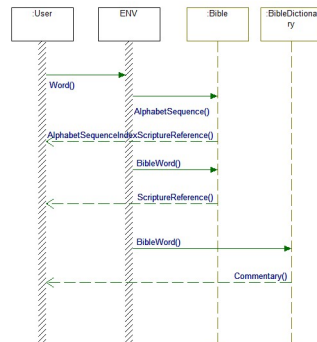 :User
ENV
:Bible
:BibleDictiona
ry
Word()
AlphabetSequence()
AlphabetSequenceIndexScriptureReference()
BibleWord()
ScriptureReference()
BibleWord()
Commentary()